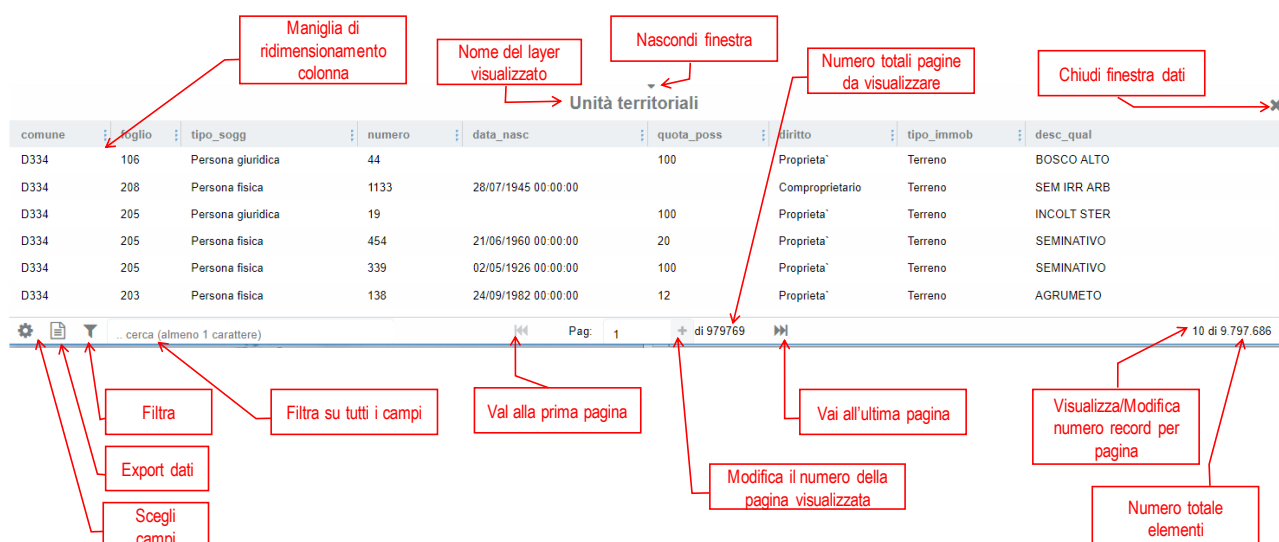 Maniglia di
ridimensionamento
colonna
Nome del layer
visualizzato
Nascondi finestra
Numero totali pagine
da visualizzare
Chiudi finestra dati
Unità territoriali
comune foglio tipo_sogg numero data_nasc quota_poss diritto tipo_immob desc_qual
D334 106 Persona giuridica 44 100 Proprieta` Terreno BOSCO ALTO
D334 208 Persona fisica 1133 28/07/1945 00:00:00 Comproprietario Terreno SEM IRR ARB
D334 205 Persona giuridica 19 100 Proprieta` Terreno INCOLT STER
D334 205 Persona fisica 454 21/06/1960 00:00:00 20 Proprieta` Terreno SEMINATIVO
D334 205 Persona fisica 339 02/05/1926 00:00:00 100 Proprieta` Terreno SEMINATIVO
D334 203 Persona fisica 138 24/09/1982 00:00:00 12 Proprieta` Terreno AGRUMETO
.. cerca (almeno 1 carattere) Pag: 1 + di 979769 10 di 9.797.686
Filtra
Filtra su tutti i campi
Val alla prima pagina
Vai all'ultima pagina
Visualizza/Modifica
numero record per
pagina
Export dati
Modifica il numero della
pagina visualizzata
Scegli
campi
Numero totale
elementi